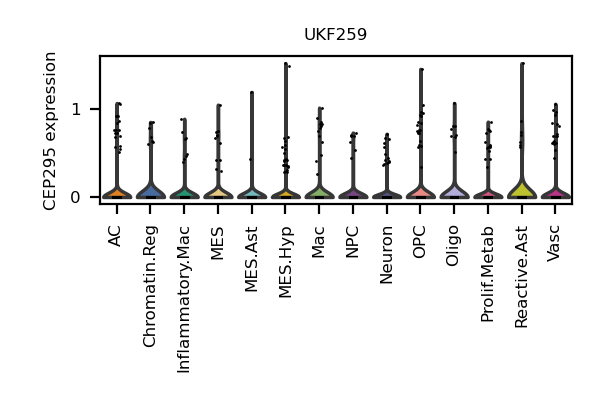 UKF259
CEP295 expression
1
0
AC
Chromatin.Reg
Inflammatory.Mac
MES
MES.Ast
MES.Hyp
Mac
NPC
Neuron
OPC
Oligo
Prolif.Metab
Reactive.Ast
Vasc